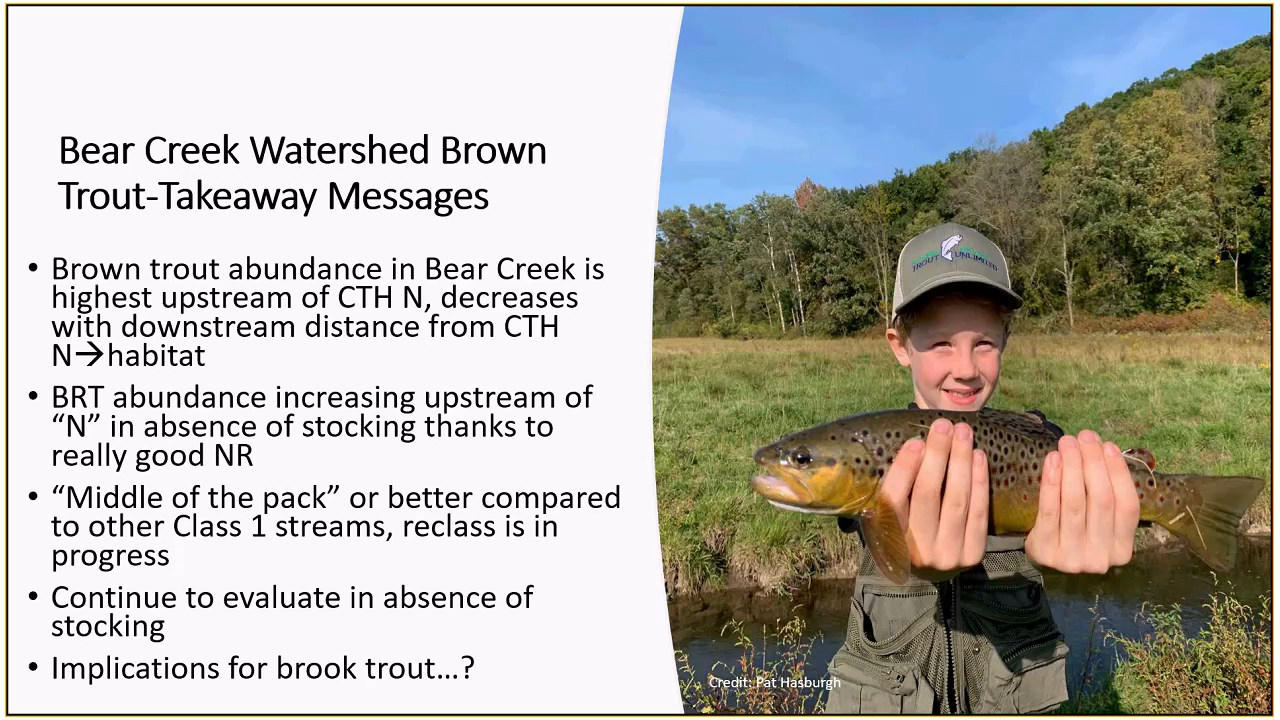 Bear Creek Watershed Brown
Trout-Takeaway Messages
• Brown trout abundance in Bear Creek is
highest upstream of CTH N, decreases
with downstream distance from CTH
N→habitat
• BRT abundance increasing upstream of
“N” in absence of stocking thanks to
really good NR
• “Middle of the pack” or better compared
to other Class 1 streams, reclass is in
progress
• Continue to evaluate in absence of
stocking
• Implications for brook trout…?
TROUT UNLIMITED
Credit: Pat Hasburgh